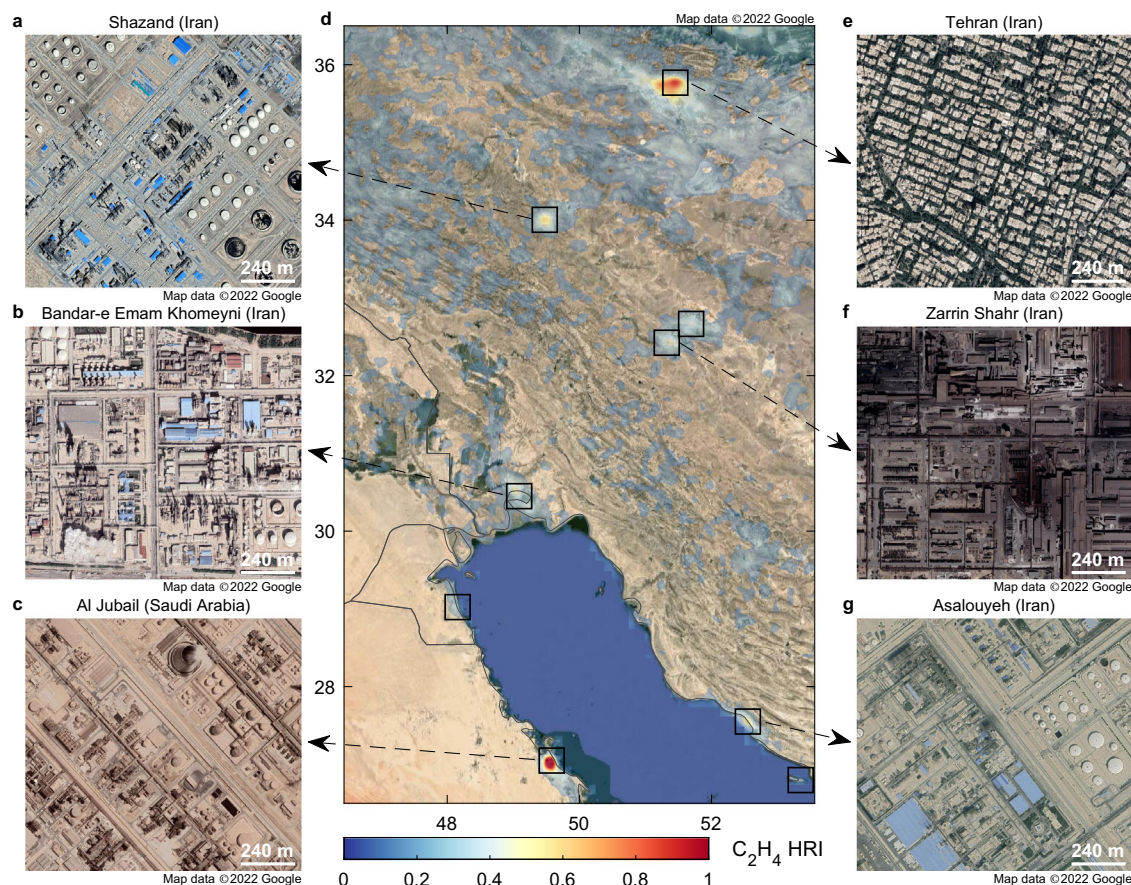 a
Shazand (Iran)
240 m
Map data ©2022 Google
b
Bandar-e Emam Khomeyni (Iran)
240 m
Map data ©2022 Google
c
Al Jubail (Saudi Arabia)
240 m
Map data ©2022 Google
d
Map data ©2022 Google
36
34
32
30
28
48
50
52
0
0.2
0.4
0.6
0.8
1
C₂H₄ HRI
e
Tehran (Iran)
240 m
Map data ©2022 Google
f
Zarrin Shahr (Iran)
240 m
Map data ©2022 Google
g
Asalouyeh (Iran)
240 m
Map data ©2022 Google